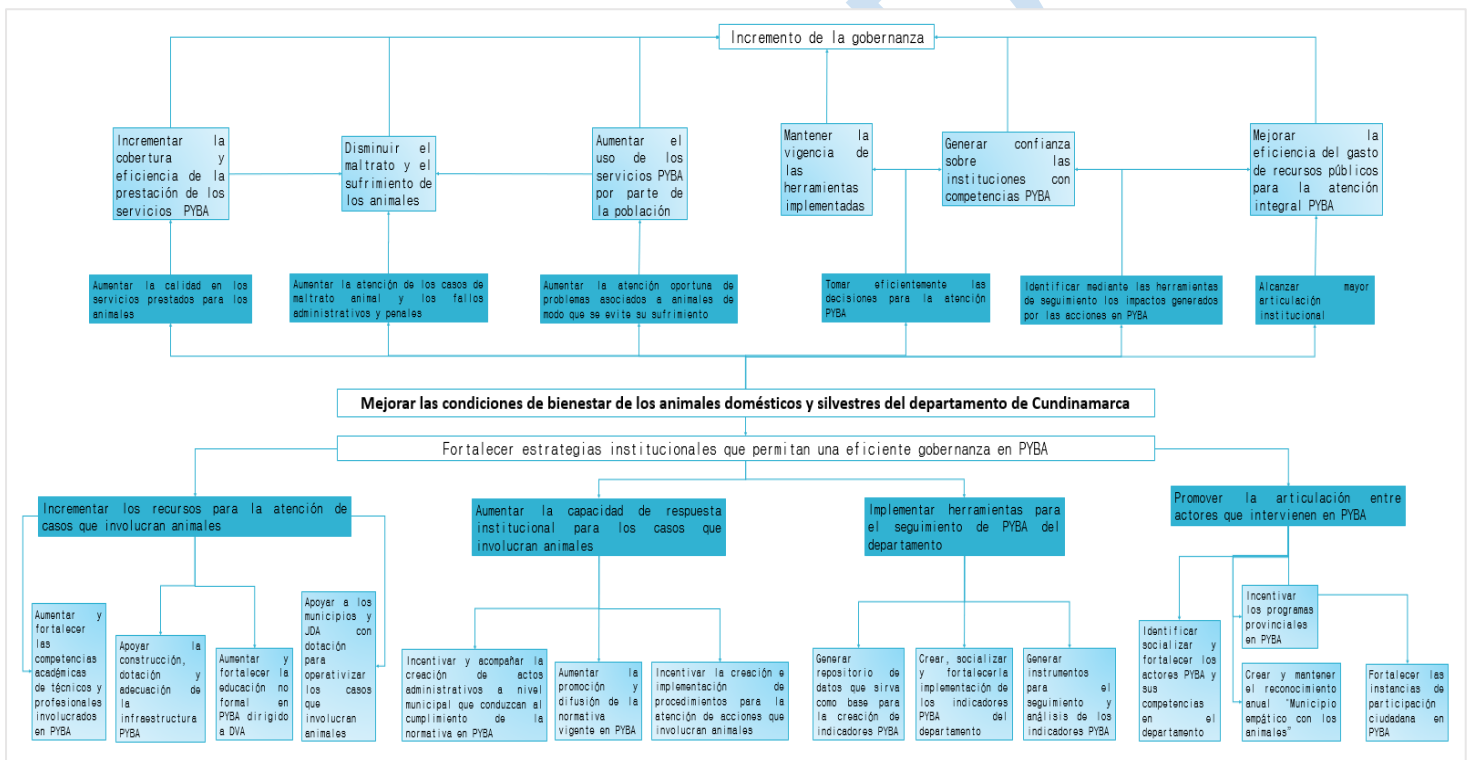 Incremento de la gobernanza
Incrementar la
cobertura y
eficiencia de la
prestación de los
servicios PYBA
Disminuir el
maltrato y el
sufrimiento de
los animales
Aumentar el
uso de los
servicios PYBA
por parte de
la población
Mantener la
vigencia de
las
herramientas
implementadas
Generar confianza
sobre las
instituciones con
competencias PYBA
Mejorar la
eficiencia del gasto
de recursos públicos
para la atención
integral PYBA
Aumentar la calidad en los
servicios prestados para los
animales
Aumentar la atención de los casos de
maltrato animal y los fallos
administrativos y penales
Aumentar la atención oportuna de
problemas asociados a animales de
modo que se evite su sufrimiento
Tomar eficientemente las
decisiones para la atención
PYBA
Identificar mediante las herramientas
de seguimiento los impactos generados
por las acciones en PYBA
Alcanzar mayor
articulación
institucional
Mejorar las condiciones de bienestar de los animales domésticos y silvestres del departamento de Cundinamarca
Fortalecer estrategias institucionales que permitan una eficiente gobernanza en PYBA
Incrementar los recursos para la atención de
casos que involucran animales
Aumentar la capacidad de respuesta
institucional para los casos que
involucran animales
Implementar herramientas para
el seguimiento de PYBA del
departamento
Promover la articulación entre
actores que intervienen en PYBA
Aumentar y
fortalecer
las
competencias
académicas
de técnicos y
profesionales
involucrados
en PYBA
Apoyar la
construcción,
dotación y
adecuación de
la
infraestructura
PYBA
Aumentar y
fortalecer la
educación no
formal en
PYBA dirigido
a DVA
Apoyar a los
municipios y
JDA con
dotación
para
operativizar
los casos
que
involucran
animales
Incentivar y acompañar la
creación de actos
administrativos a nivel
municipal que conduzcan al
cumplimiento de la
normativa en PYBA
Aumentar la
promoción y
difusión de la
normativa
vigente en PYBA
Incentivar la creación e
implementación de
procedimientos para la
atención de acciones que
involucran animales
Generar
repositorio de
datos que sirva
como base para
la creación de
indicadores PYBA
Crear, socializar
y fortalecerla
implementación de
los indicadores
PYBA del
departamento
Generar
instrumentos
para el
seguimiento y
análisis de los
indicadores PYBA
Identificar
socializar y
fortalecer los
actores PYBA y
sus
competencias
en el
departamento
Incentivar
los programas
provinciales
en PYBA
Crear y mantener
el reconocimiento
anual "Municipio
empático con los
animales"
Fortalecer las
instancias de
participación
ciudadana en
PYBA